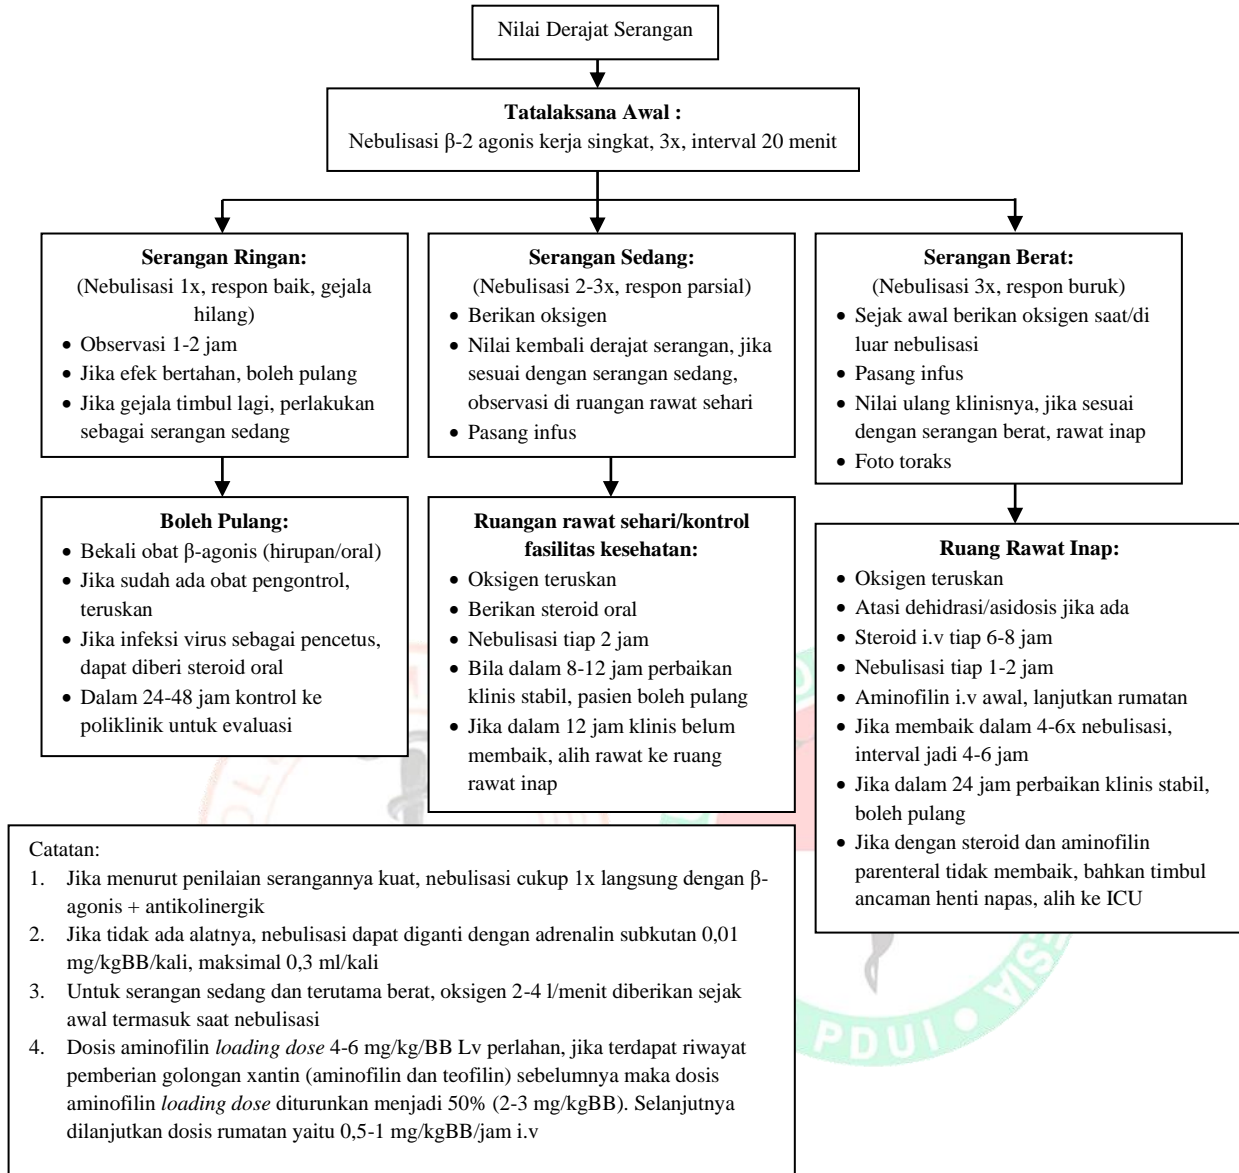 Nilai Derajat Serangan
Tatalaksana Awal :
Nebulisasi β-2 agonis kerja singkat, 3x, interval 20 menit
Serangan Ringan:
(Nebulisasi 1x, respon baik, gejala
hilang)
• Observasi 1-2 jam
• Jika efek bertahan, boleh pulang
• Jika gejala timbul lagi, perlakukan
sebagai serangan sedang
Serangan Sedang:
(Nebulisasi 2-3x, respon parsial)
• Berikan oksigen
• Nilai kembali derajat serangan, jika
sesuai dengan serangan sedang,
observasi di ruangan rawat sehari
• Pasang infus
Serangan Berat:
(Nebulisasi 3x, respon buruk)
• Sejak awal berikan oksigen saat/di
luar nebulisasi
• Pasang infus
• Nilai ulang klinisnya, jika sesuai
dengan serangan berat, rawat inap
• Foto toraks
Boleh Pulang:
• Bekali obat β-agonis (hirupan/oral)
• Jika sudah ada obat pengontrol,
teruskan
• Jika infeksi virus sebagai pencetus,
dapat diberi steroid oral
• Dalam 24-48 jam kontrol ke
poliklinik untuk evaluasi
Ruangan rawat sehari/kontrol
fasilitas kesehatan:
• Oksigen teruskan
• Berikan steroid oral
• Nebulisasi tiap 2 jam
• Bila dalam 8-12 jam perbaikan
klinis stabil, pasien boleh pulang
• Jika dalam 12 jam klinis belum
membaik, alih rawat ke ruang
rawat inap
Ruang Rawat Inap:
• Oksigen teruskan
• Atasi dehidrasi/asidosis jika ada
• Steroid i.v tiap 6-8 jam
• Nebulisasi tiap 1-2 jam
• Aminofilin i.v awal, lanjutkan rumatan
• Jika membaik dalam 4-6x nebulisasi,
interval jadi 4-6 jam
• Jika dalam 24 jam perbaikan klinis stabil,
boleh pulang
• Jika dengan steroid dan aminofilin
parenteral tidak membaik, bahkan timbul
ancaman henti napas, alih ke ICU
Catatan:
1. Jika menurut penilaian serangannya kuat, nebulisasi cukup 1x langsung dengan β-
agonis + antikolinergik
2. Jika tidak ada alatnya, nebulisasi dapat diganti dengan adrenalin subkutan 0,01
mg/kgBB/kali, maksimal 0,3 ml/kali
3. Untuk serangan sedang dan terutama berat, oksigen 2-4 l/menit diberikan sejak
awal termasuk saat nebulisasi
4. Dosis aminofilin loading dose 4-6 mg/kg/BB Lv perlahan, jika terdapat riwayat
pemberian golongan xantin (aminofilin dan teofilin) sebelumnya maka dosis
aminofilin loading dose diturunkan menjadi 50% (2-3 mg/kgBB). Selanjutnya
dilanjutkan dosis rumatan yaitu 0,5-1 mg/kgBB/jam i.v
PDUI